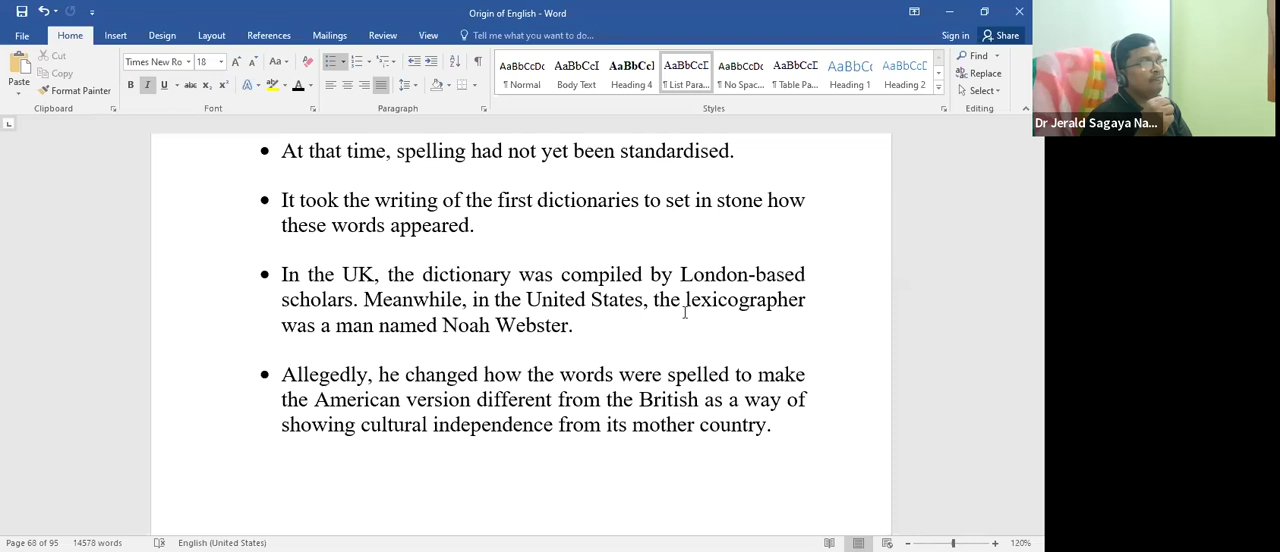 Origin of English - Word
Sign in
Share
File Home Insert Design Layout References Mailings Review View Tell me what you want to do...
Paste
Cut
Copy
Format Painter
Clipboard
Times New Ro 18
B I U abc X₂ X²
Font
Paragraph
AaBbCcDc AaBbCcI AaBbCcl AaBbCcI AaBbCcDc AaBbCcI AaBbC AaBbCc
¶ Normal Body Text Heading 4 ¶ List Para... ¶ No Spac... ¶ Table Pa... Heading 1 Heading 2
Styles
Find
Replace
Select
Editing
Dr Jerald Sagaya Na...
• At that time, spelling had not yet been standardised.
• It took the writing of the first dictionaries to set in stone how
these words appeared.
• In the UK, the dictionary was compiled by London-based
scholars. Meanwhile, in the United States, the lexicographer
was a man named Noah Webster.
• Allegedly, he changed how the words were spelled to make
the American version different from the British as a way of
showing cultural independence from its mother country.
Page 68 of 95 14578 words English (United States) 120%